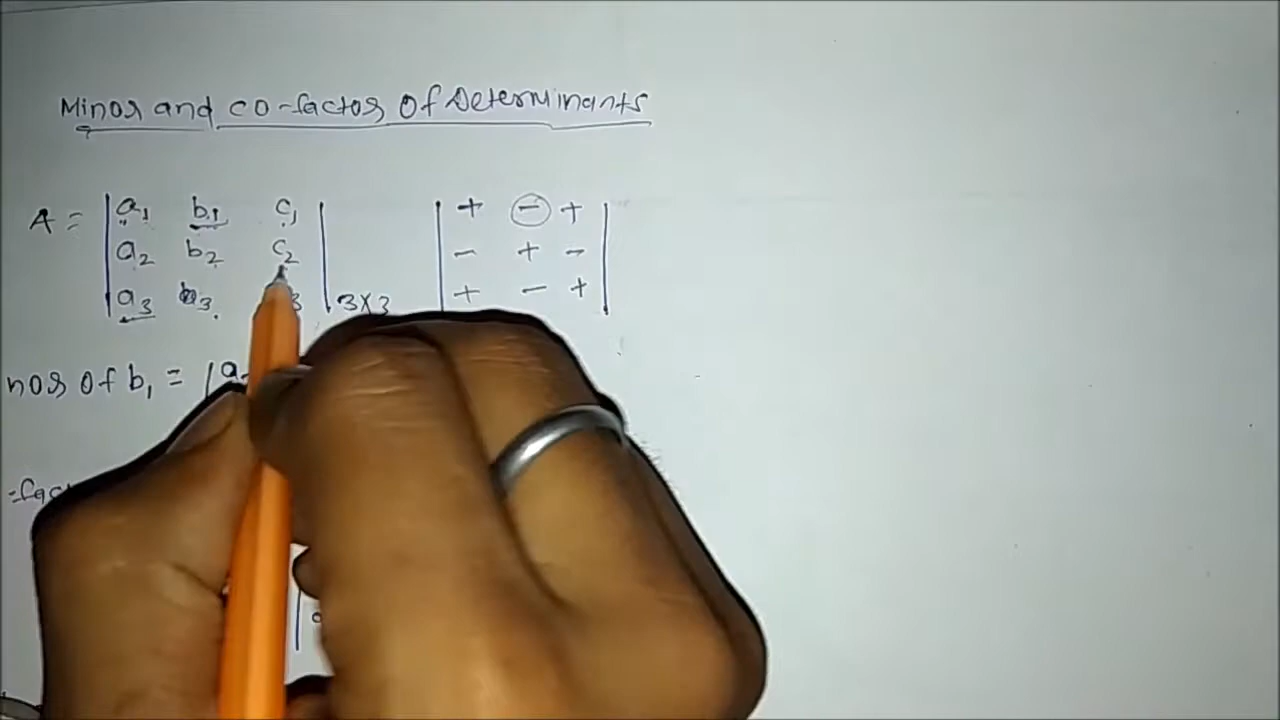 Minor and co-factor of Determinants
A = | a₁ b₁ c₁ | | + − + |
| a₂ b₂ c₂ | | − + − |
| a₃ b₃ 3 | 3×3 | + − + |
nor of b₁ = | a